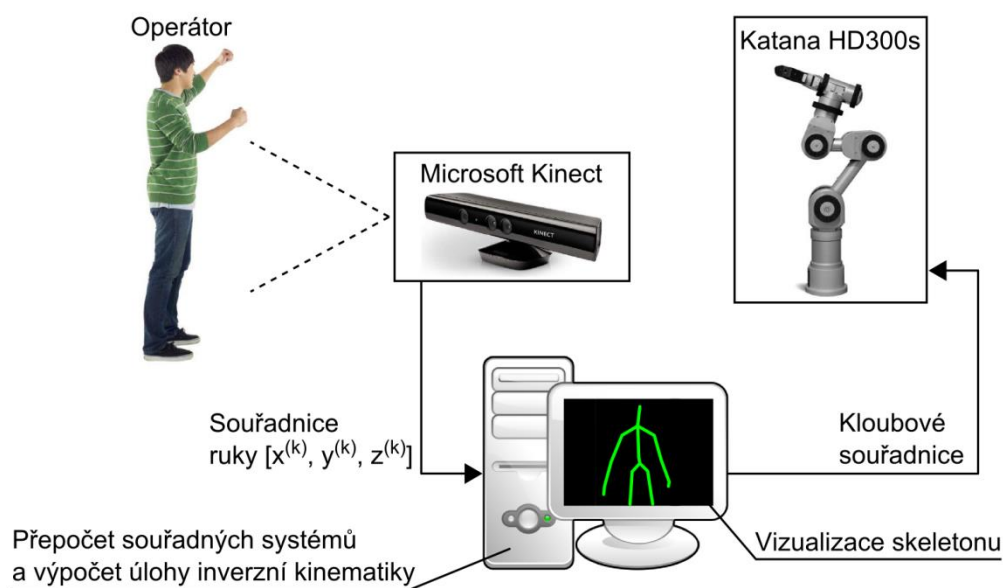 Operátor
Katana HD300s
Microsoft Kinect
KINECT
Souřadnice
ruky [x^(k), y^(k), z^(k)]
Kloubové
souřadnice
Přepočet souřadných systémů
a výpočet úlohy inverzní kinematiky
Vizualizace skeletonu